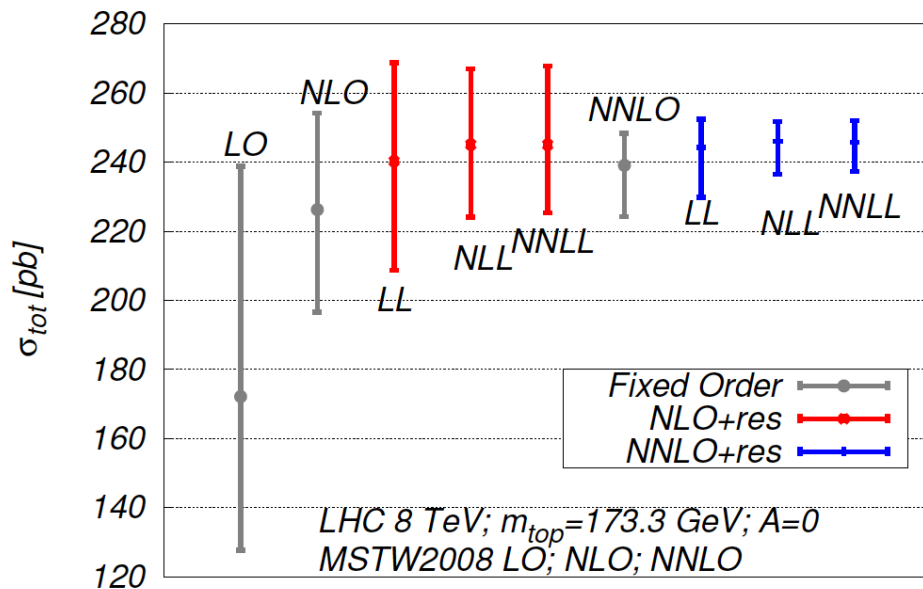 280
260
240
220
200
180
160
140
120
σtot [pb]
LO
NLO
LL
NLL
NNLL
NNLO
LL
NLL
NNLL
Fixed Order
NLO+res
NNLO+res
LHC 8 TeV; mtop=173.3 GeV; A=0
MSTW2008 LO; NLO; NNLO